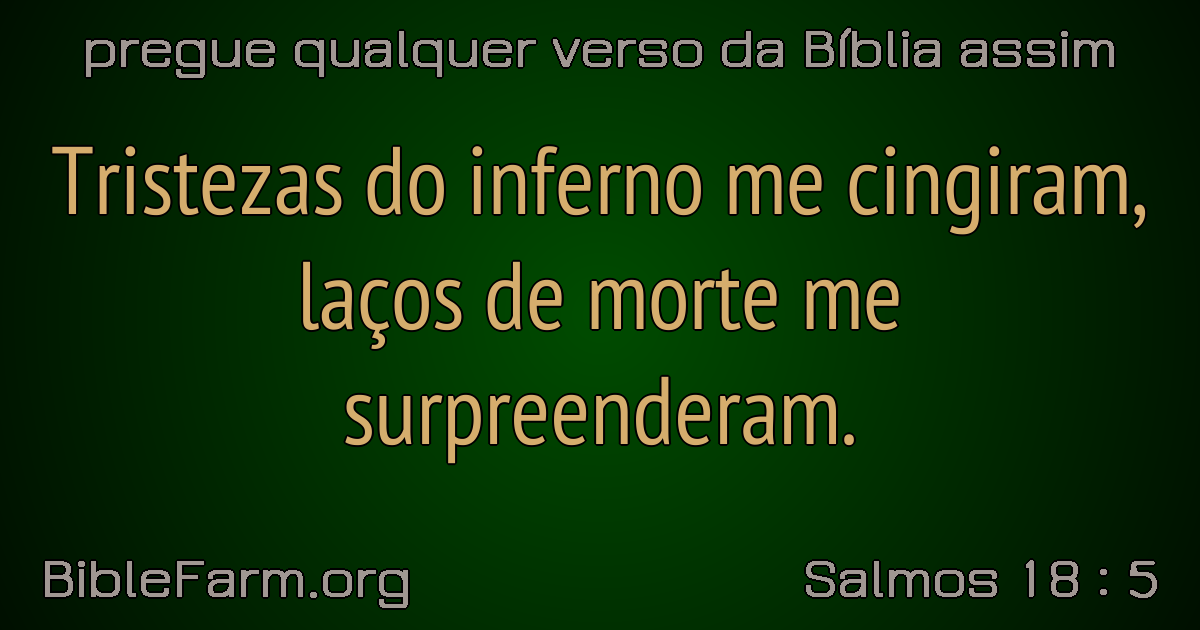 pregue qualquer verso da Bíblia assim
Tristezas do inferno me cingiram,
laços de morte me
surpreenderam.
BibleFarm.org
Salmos 18 : 5